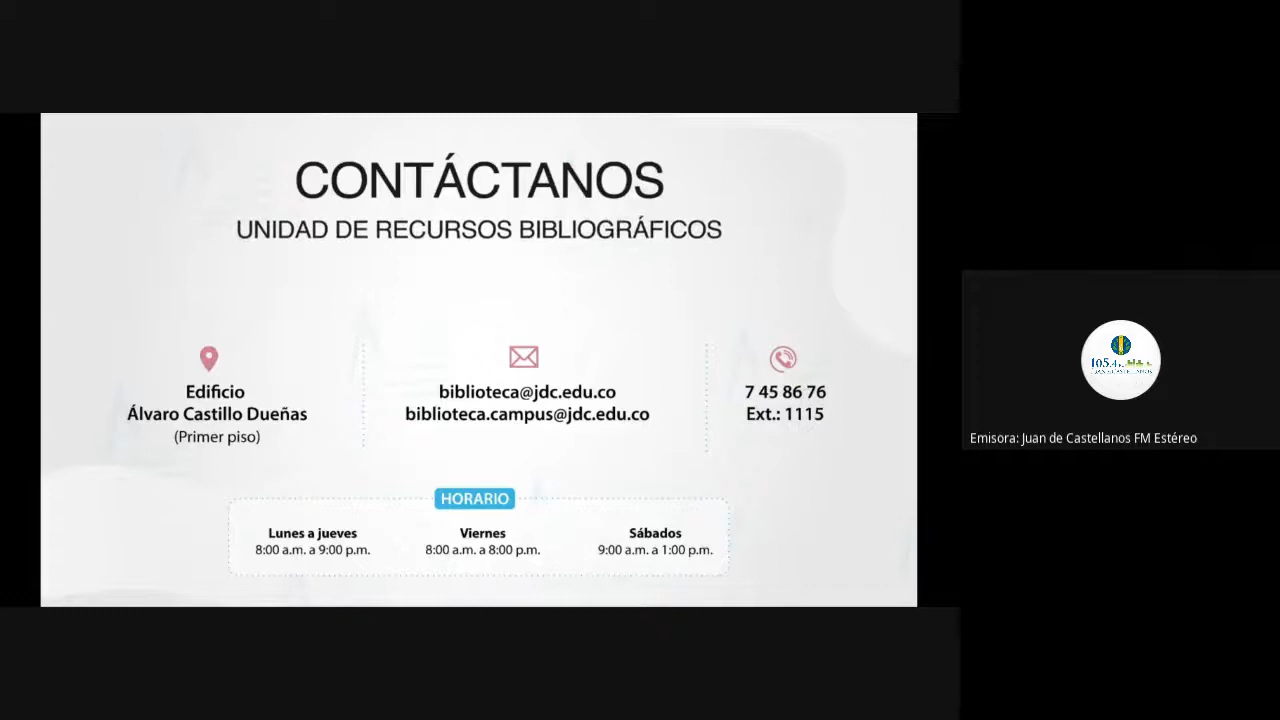 CONTÁCTANOS
UNIDAD DE RECURSOS BIBLIOGRÁFICOS
Edificio
Álvaro Castillo Dueñas
(Primer piso)
biblioteca@jdc.edu.co
biblioteca.campus@jdc.edu.co
7 45 86 76
Ext.: 1115
HORARIO
Lunes a jueves
8:00 a.m. a 9:00 p.m.
Viernes
8:00 a.m. a 8:00 p.m.
Sábados
9:00 a.m. a 1:00 p.m.
Emisora: Juan de Castellanos FM Estéreo